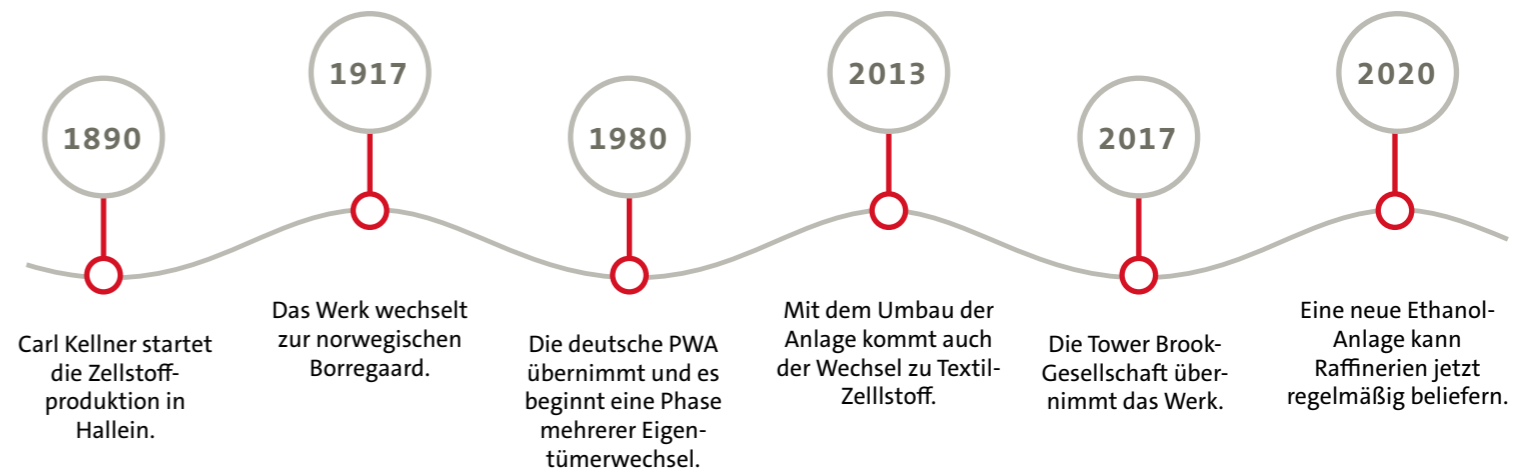 1890
Carl Kellner startet
die Zellstoff-
produktion in
Hallein.
1917
Das Werk wechselt
zur norwegischen
Borregaard.
1980
Die deutsche PWA
übernimmt und es
beginnt eine Phase
mehrerer Eigen-
tümerwechsel.
2013
Mit dem Umbau der
Anlage kommt auch
der Wechsel zu Textil-
Zelllstoff.
2017
Die Tower Brook-
Gesellschaft über-
nimmt das Werk.
2020
Eine neue Ethanol-
Anlage kann
Raffinerien jetzt
regelmäßig beliefern.